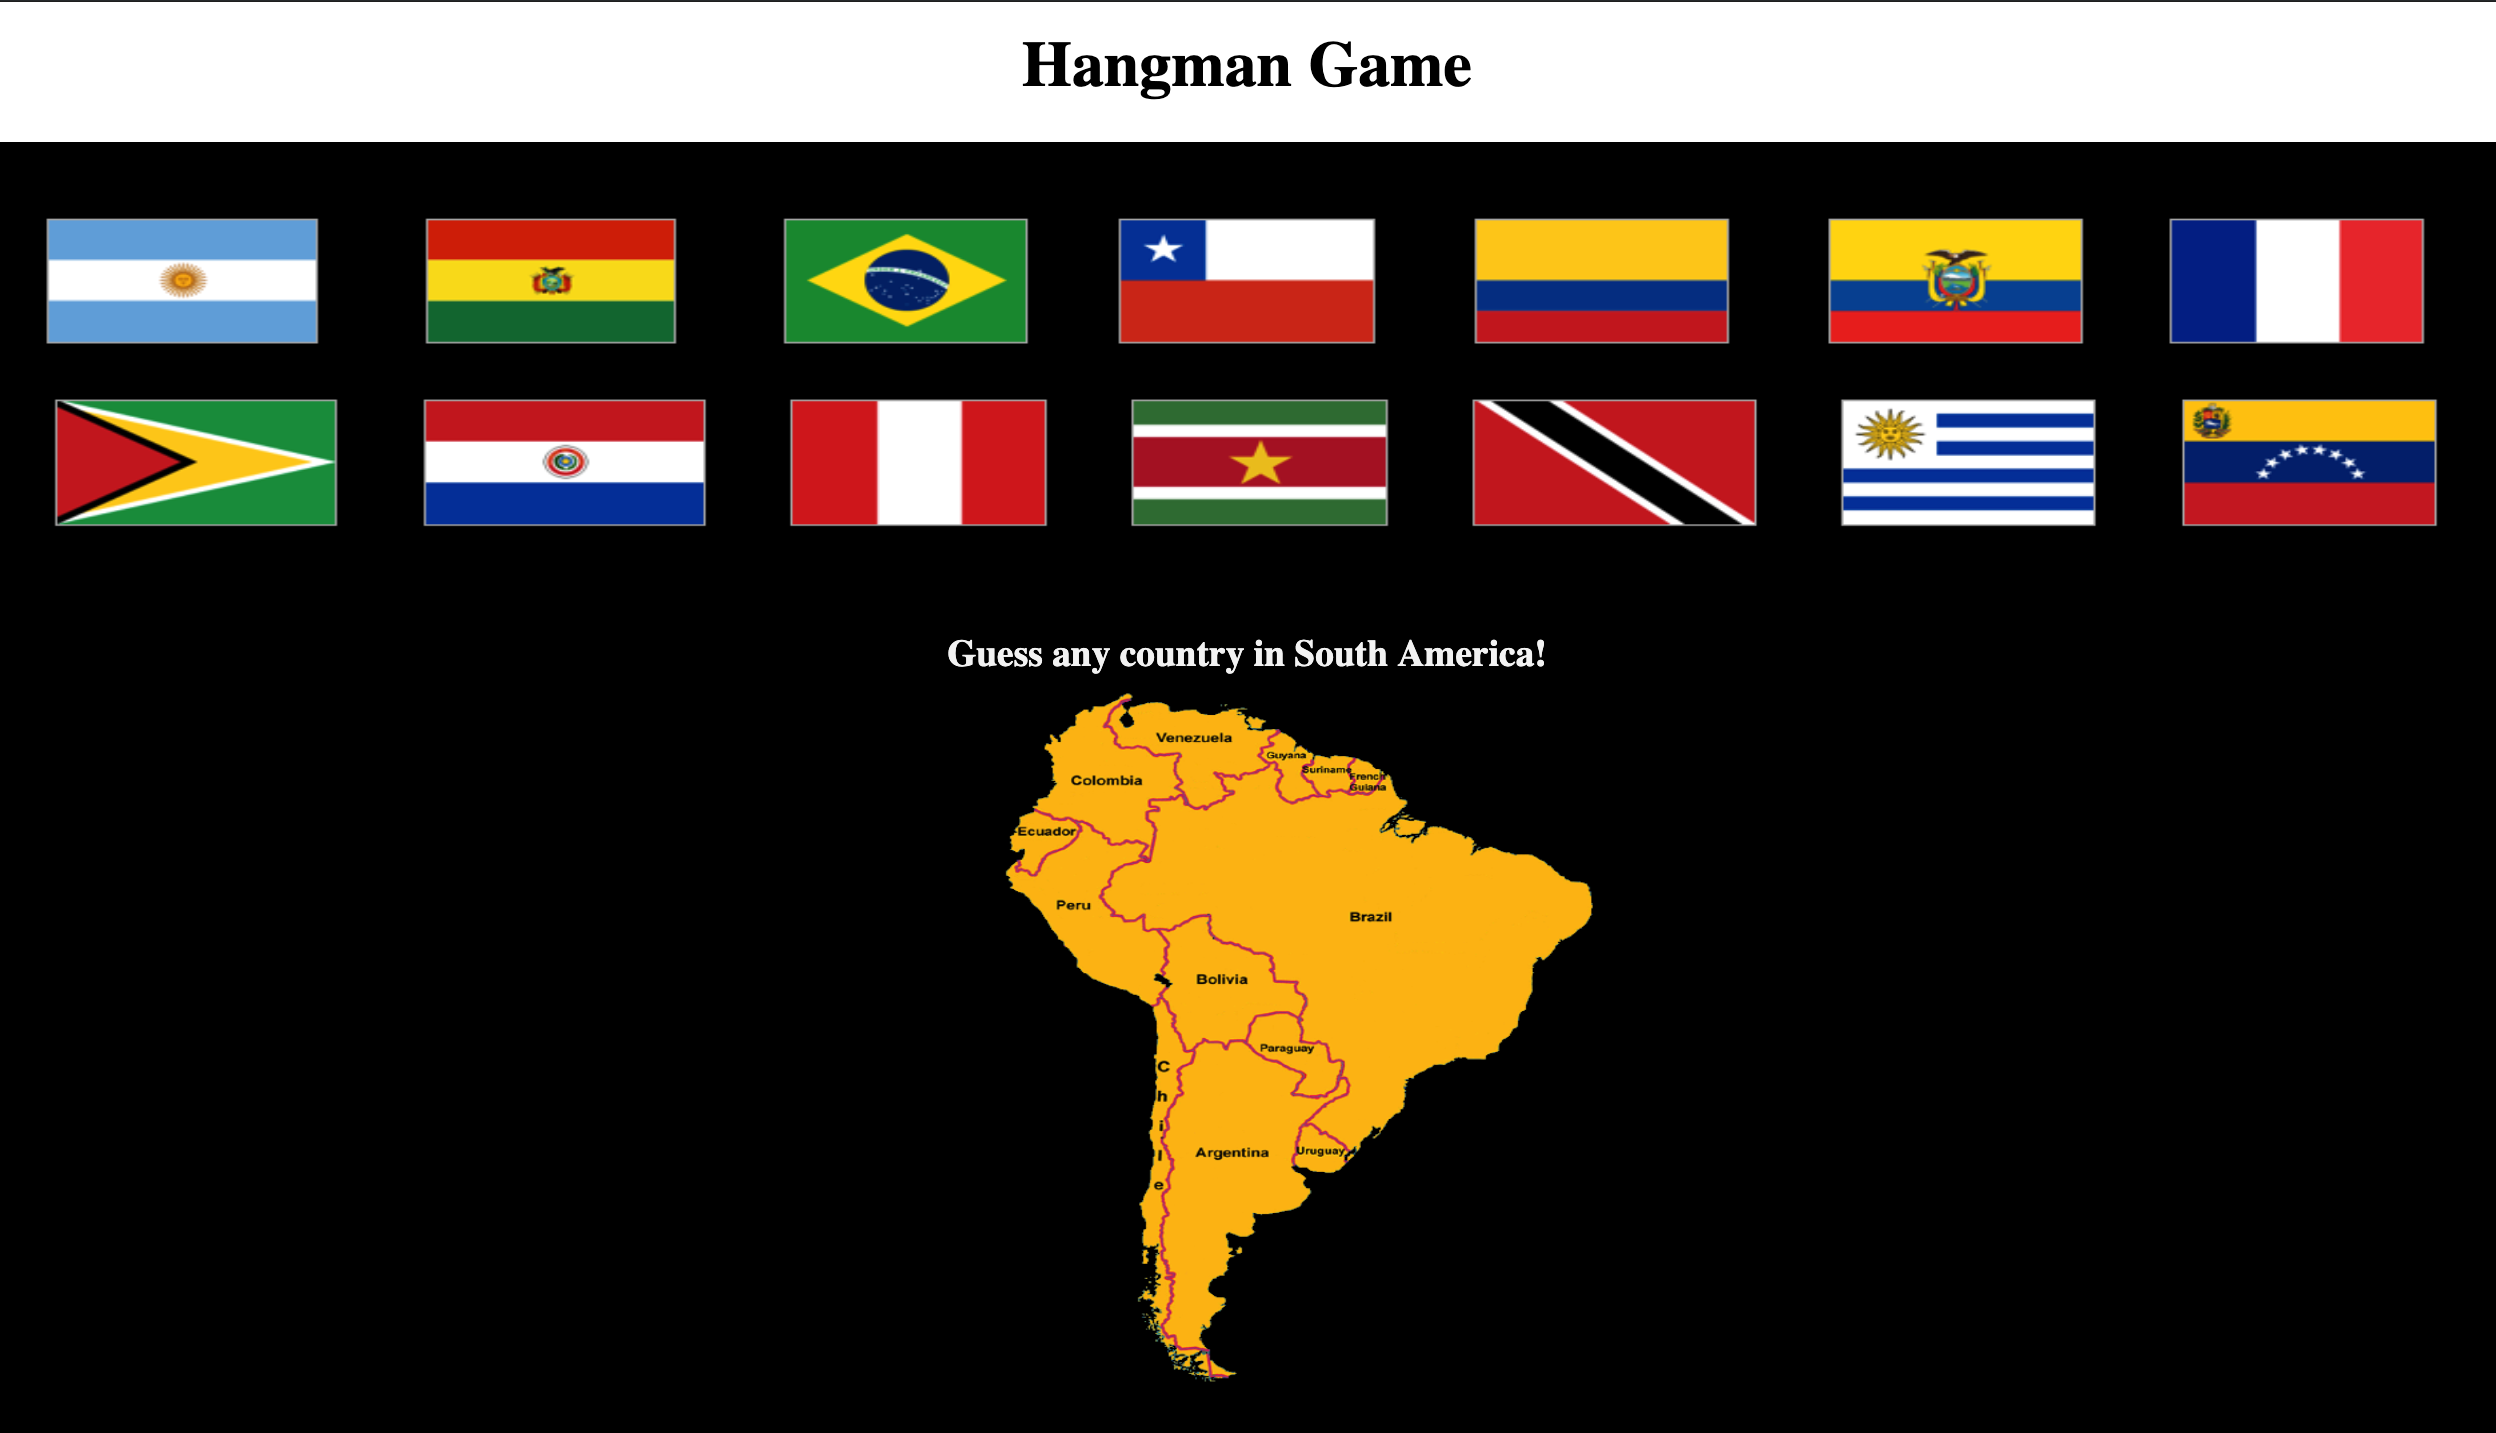 Hangman Game
Guess any country in South America!
Venezuela
Guyana
Suriname
French
Guiana
Colombia
Ecuador
Peru
Brazil
Bolivia
Paraguay
C
h
i
l
e
Argentina
Uruguay